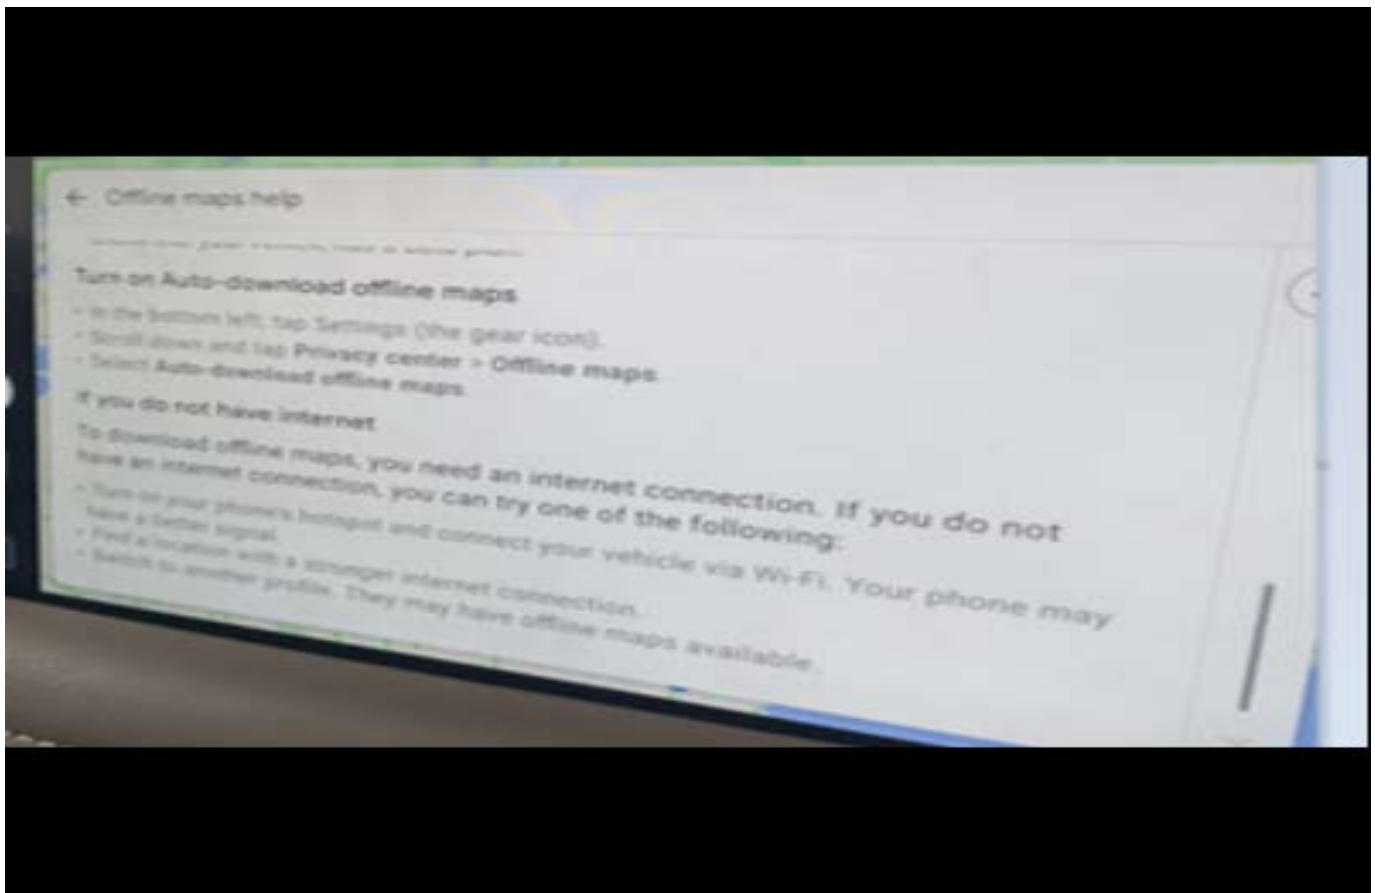 ← Offline maps help
Turn on Auto-download offline maps
• In the bottom left, tap Settings (the gear icon).
• Scroll down and tap Privacy center > Offline maps.
• Select Auto-download offline maps.
If you do not have internet
To download offline maps, you need an internet connection. If you do not
have an internet connection, you can try one of the following:
• Turn on your phone's hotspot and connect your vehicle via Wi-Fi. Your phone may
have a better signal.
• Find a location with a stronger internet connection.
• Switch to another profile. They may have offline maps available.